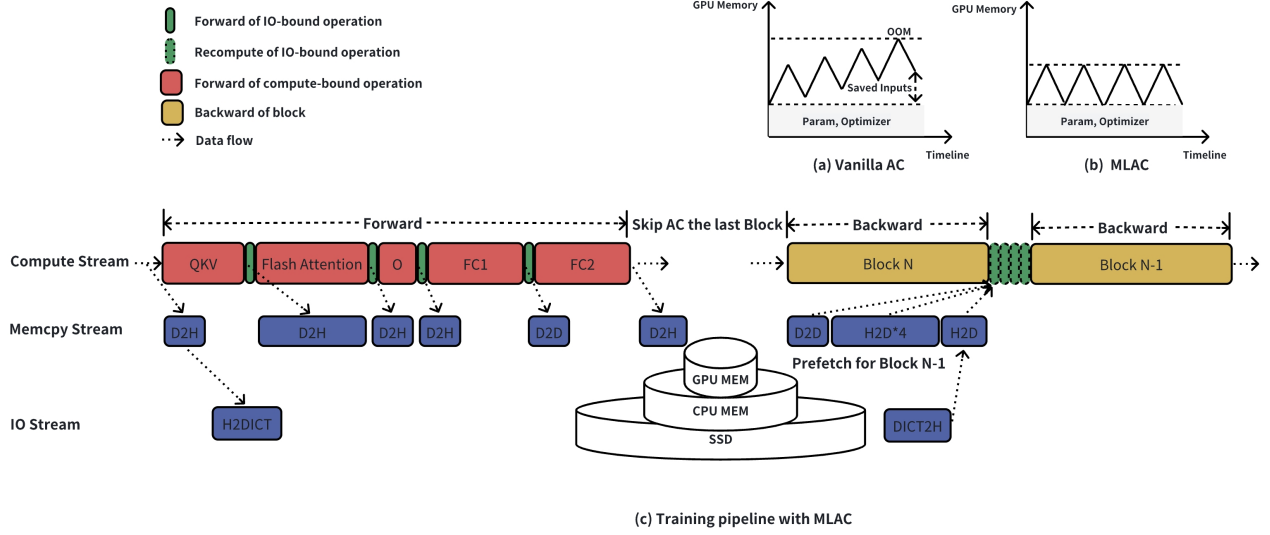 Forward of IO-bound operation
Recompute of IO-bound operation
Forward of compute-bound operation
Backward of block
Data flow
GPU Memory
OOM
Saved Inputs
Param, Optimizer
Timeline
(a) Vanilla AC
GPU Memory
Param, Optimizer
Timeline
(b) MLAC
Forward
Skip AC the last Block
Backward
Backward
Compute Stream
QKV
Flash Attention
O
FC1
FC2
Block N
Block N-1
Memcpy Stream
D2H
D2H
D2H
D2H
D2D
D2H
D2D
H2D*4
H2D
Prefetch for Block N-1
GPU MEM
CPU MEM
SSD
IO Stream
H2DICT
DICT2H
(c) Training pipeline with MLAC